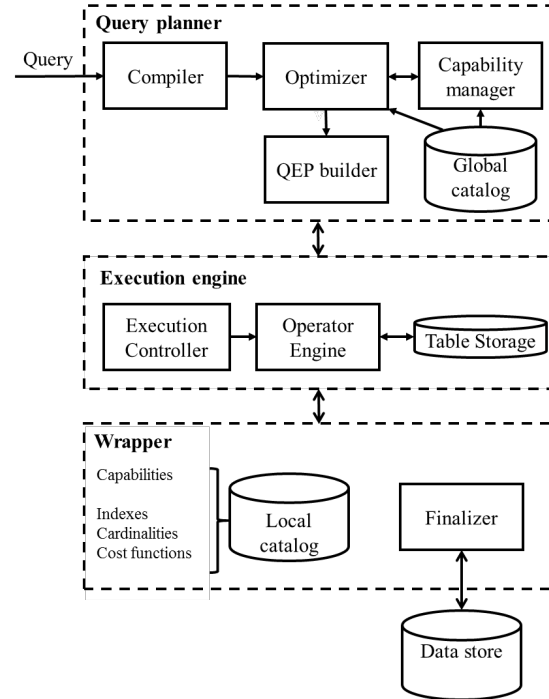 Query planner
Query
Compiler
Optimizer
Capability
manager
QEP builder
Global
catalog
Execution engine
Execution
Controller
Operator
Engine
Table Storage
Wrapper
Capabilities
Indexes
Cardinalities
Cost functions
Local
catalog
Finalizer
Data store